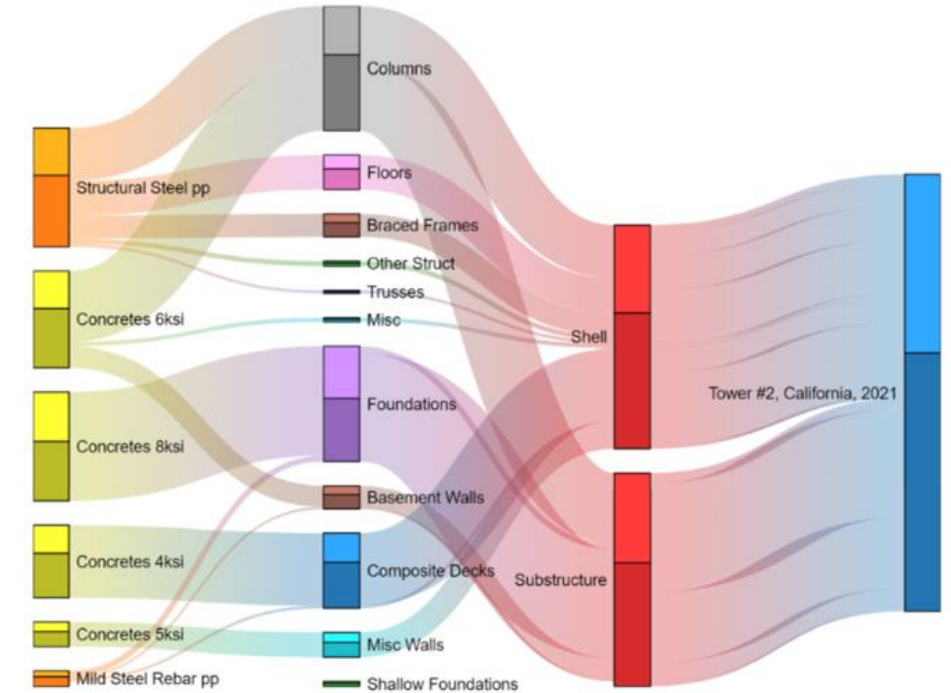 Structural Steel pp
Concretes 6ksi
Concretes 8ksi
Concretes 4ksi
Concretes 5ksi
Mild Steel Rebar pp
Columns
Floors
Braced Frames
Other Struct
Trusses
Misc
Foundations
Basement Walls
Composite Decks
Misc Walls
Shallow Foundations
Shell
Substructure
Tower #2, California, 2021